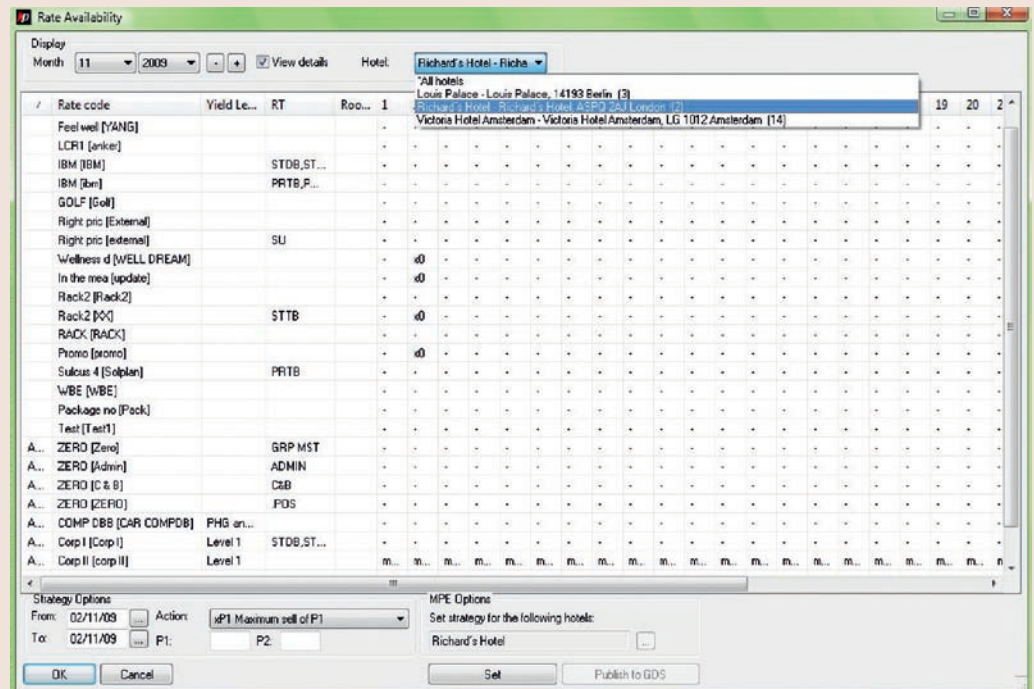 Rate Availability
Display
Month 11 2009 - + View details Hotel: Richard's Hotel - Richa
"All hotels
Louis Palace - Louis Palace, 14193 Berlin (3)
Richard's Hotel - Richard's Hotel, ASPQ 2AJ London (2)
Victoria Hotel Amsterdam - Victoria Hotel Amsterdam, LG 1012 Amsterdam (14)
/ Rate code Yield Le... RT Roo... 1 19 20 2
Feel wel [YANG] - - - - - - - - - - - - - - - - - - - - -
LCR1 [anker] - - - - - - - - - - - - - - - - - - - - -
IBM [IBM] STDB,ST... - - - - - - - - - - - - - - - - - - - - -
IBM [ibm] PRTB,P... - - - - - - - - - - - - - - - - - - - - -
GOLF [Golf] - - - - - - - - - - - - - - - - - - - - -
Right pric [External] - - - - - - - - - - - - - - - - - - - - -
Right pric [external] SU - - - - - - - - - - - - - - - - - - - - -
Wellness d [WELL DREAM] - x0 - - - - - - - - - - - - - - - - - - -
In the mea [update] - x0 - - - - - - - - - - - - - - - - - - -
Rack2 [Rack2] - - - - - - - - - - - - - - - - - - - - -
Rack2 [XX] STTB - x0 - - - - - - - - - - - - - - - - - - -
RACK [RACK] - - - - - - - - - - - - - - - - - - - - -
Promo [promo] - x0 - - - - - - - - - - - - - - - - - - -
Sulcus 4 [Solplan] PRTB - - - - - - - - - - - - - - - - - - - - -
WBE [WBE] - - - - - - - - - - - - - - - - - - - - -
Package no [Pack] - - - - - - - - - - - - - - - - - - - - -
Test [Test1] - - - - - - - - - - - - - - - - - - - - -
A... ZERO [Zero] GRP MST - - - - - - - - - - - - - - - - - - - - -
A... ZERO [Admin] ADMIN - - - - - - - - - - - - - - - - - - - - -
A... ZERO [C & B] C&B - - - - - - - - - - - - - - - - - - - - -
A... ZERO [ZERO] .POS - - - - - - - - - - - - - - - - - - - - -
A... COMP DBB [CAR COMPDB] PHG an... - - - - - - - - - - - - - - - - - - - - -
A... Corp I [Corp I] Level 1 STDB,ST... - - - - - - - - - - - - - - - - - - - - -
A... Corp II [corp II] Level 1 m... m... m... m... m... m... m... m... m... m... m... m... m... m... m... m... m... m... m... m... n
Strategy Options MPE Options
From: 02/11/09 ... Action: xP1 Maximum sell of P1 Set strategy for the following hotels:
To: 02/11/09 ... P1: P2: Richard's Hotel ...
OK Cancel Set Publish to GDS